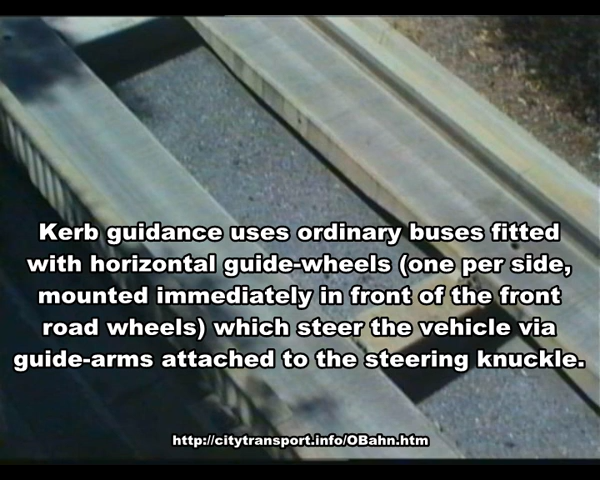 Kerb guidance uses ordinary buses fitted
with horizontal guide-wheels (one per side,
mounted immediately in front of the front
road wheels) which steer the vehicle via
guide-arms attached to the steering knuckle.
http://citytransport.info/OBahn.htm